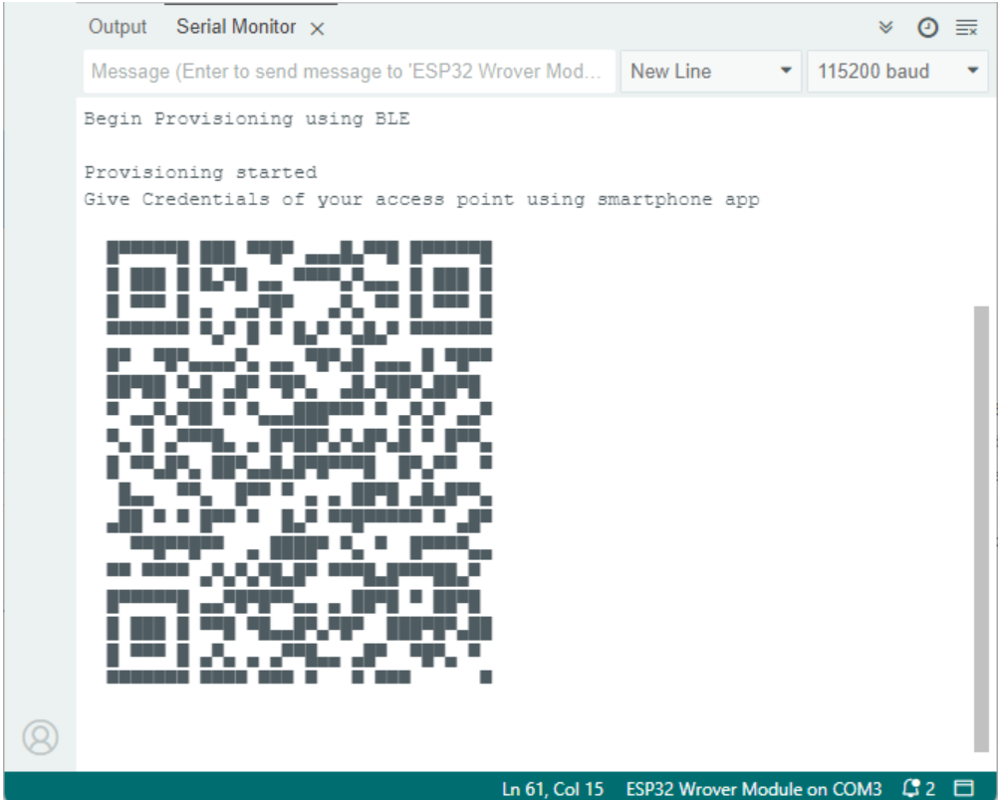 Output Serial Monitor
Message (Enter to send message to 'ESP32 Wrover Mod... New Line 115200 baud
Begin Provisioning using BLE
Provisioning started
Give Credentials of your access point using smartphone app
Ln 61, Col 15 ESP32 Wrover Module on COM3 2